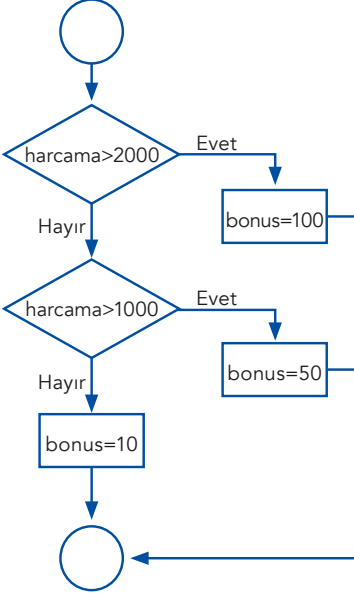 harcama>2000
Evet
bonus=100
Hayır
harcama>1000
Evet
bonus=50
Hayır
bonus=10